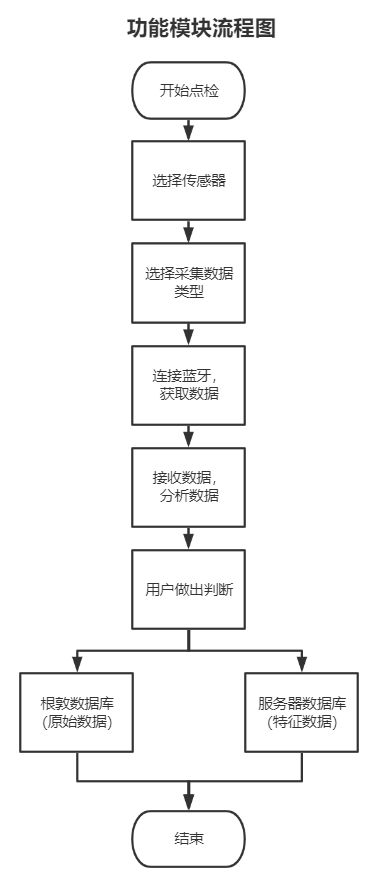 功能模块流程图
开始点检
选择传感器
选择采集数据
类型
连接蓝牙，
获取数据
接收数据，
分析数据
用户做出判断
根敦数据库
(原始数据)
服务器数据库
(特征数据)
结束